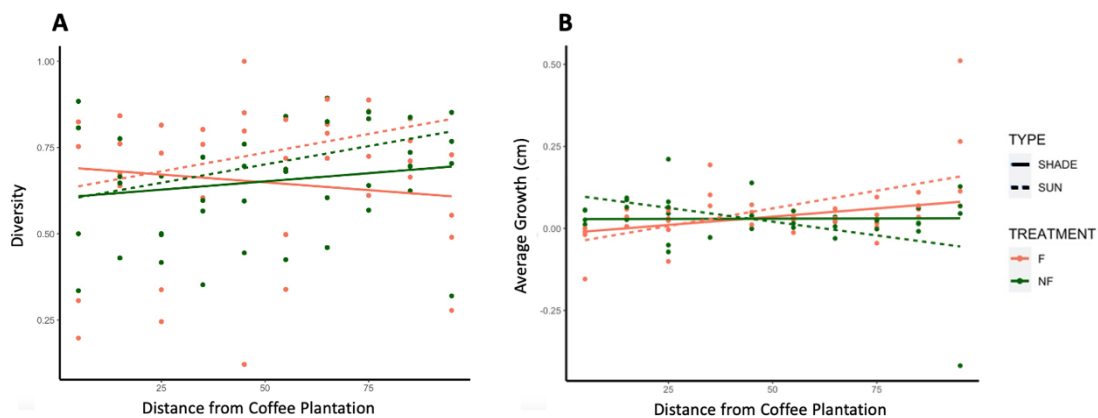 A
Diversity
1.00
0.75
0.50
0.25
25
50
75
Distance from Coffee Plantation
B
Average Growth (cm)
0.50
0.25
0.00
-0.25
25
50
75
Distance from Coffee Plantation
TYPE
SHADE
SUN
TREATMENT
F
NF